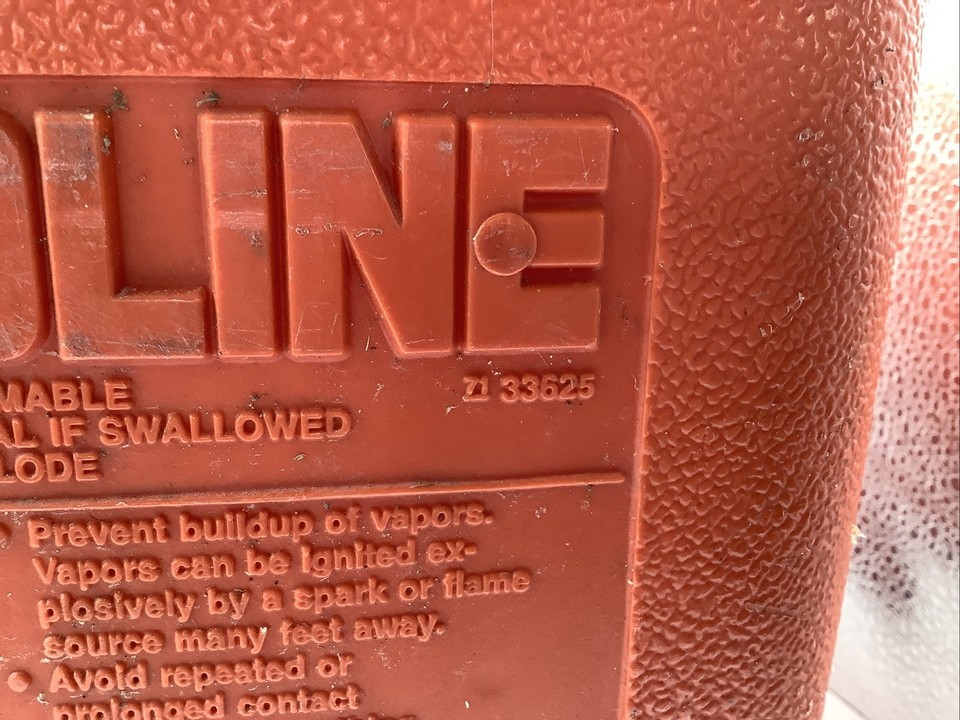 OLINE
71 33625
MABLE
AL IF SWALLOWED
LODE
• Prevent buildup of vapors.
Vapors can be ignited ex-
plosively by a spark or flame
source many feet away.
• Avoid repeated or
prolonged contact